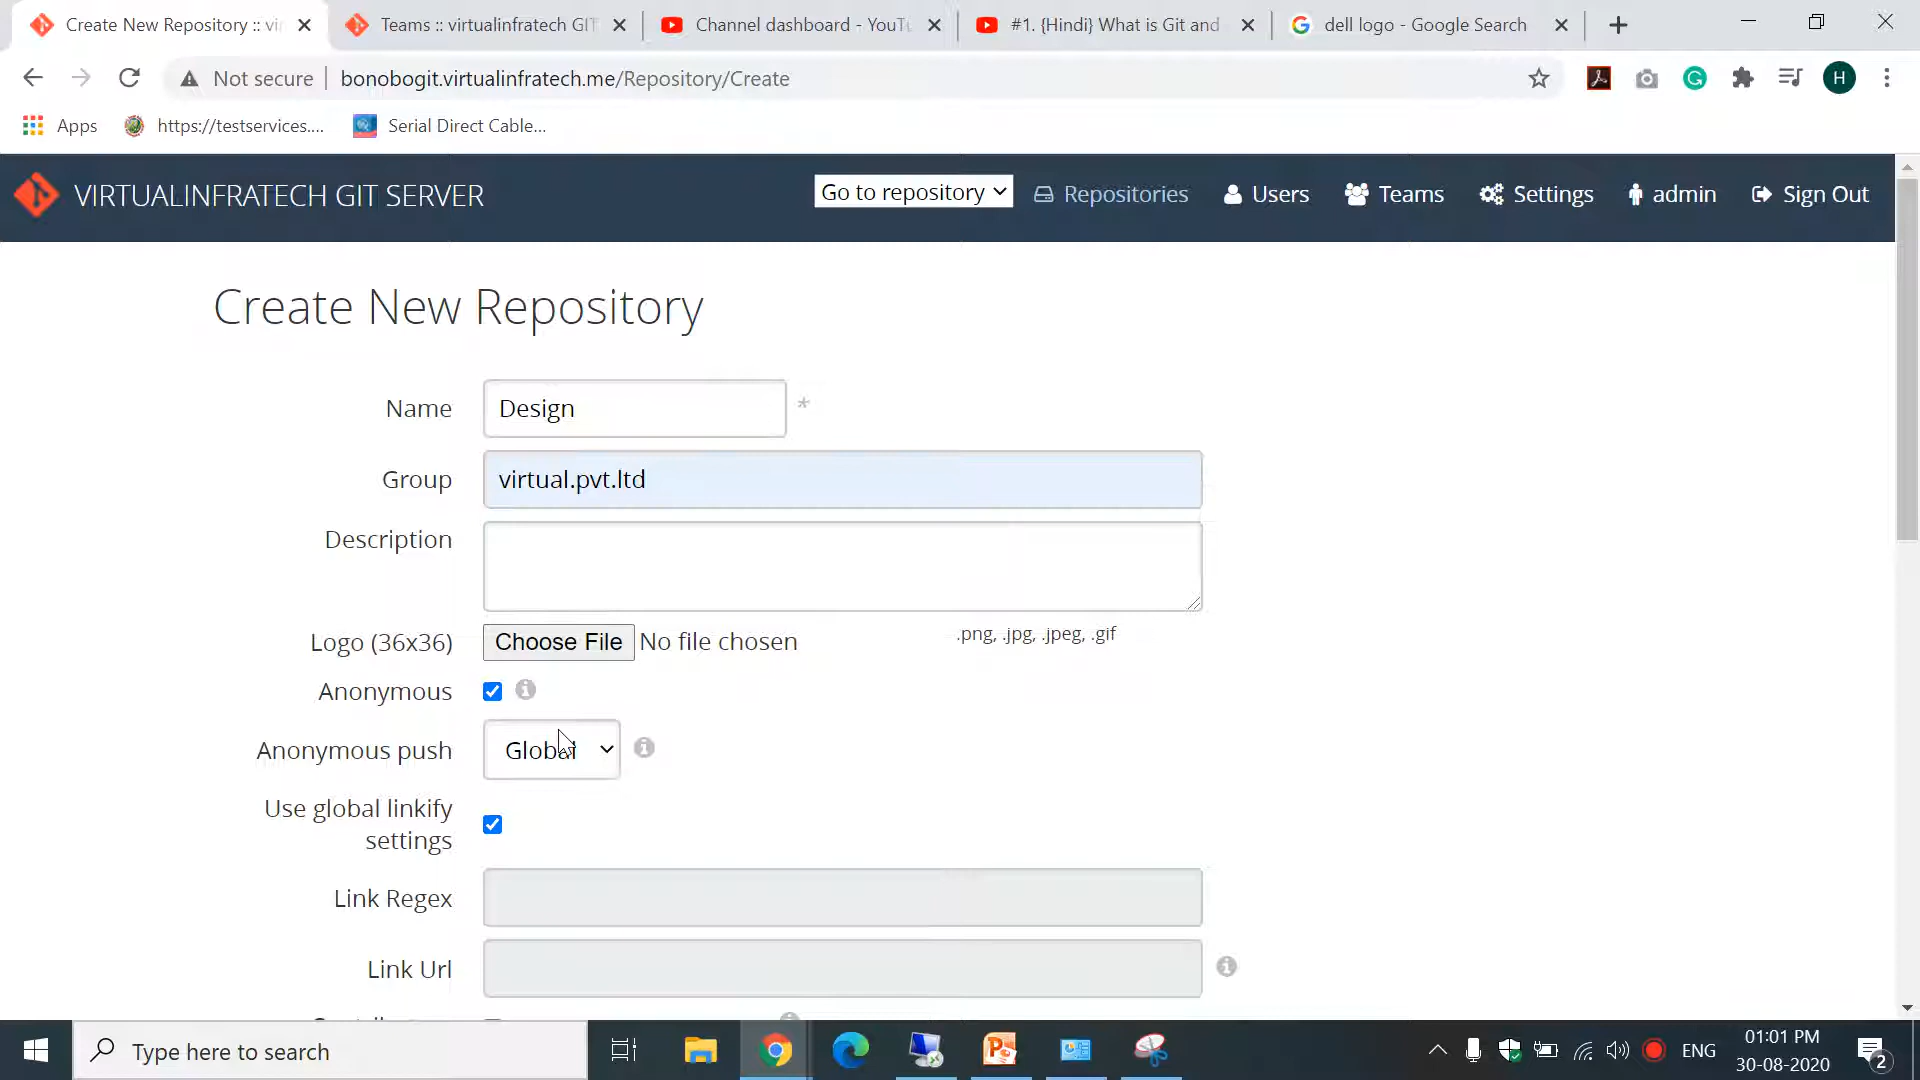 Create New Repository :: vi
Teams :: virtualinfratech GIT
Channel dashboard - YouTu
#1. {Hindi} What is Git and
dell logo - Google Search
Not secure
bonobogit.virtualinfratech.me/Repository/Create
H
Apps
https://testservices....
Serial Direct Cable...
VIRTUALINFRATECH GIT SERVER
Go to repository
Repositories
Users
Teams
Settings
admin
Sign Out
Create New Repository
Name
Design
*
Group
virtual.pvt.ltd
Description
Logo (36x36)
Choose File
No file chosen
.png, .jpg, .jpeg, .gif
Anonymous
Anonymous push
Global
Use global linkify
settings
Link Regex
Link Url
Type here to search
ENG
01:01 PM
30-08-2020
2